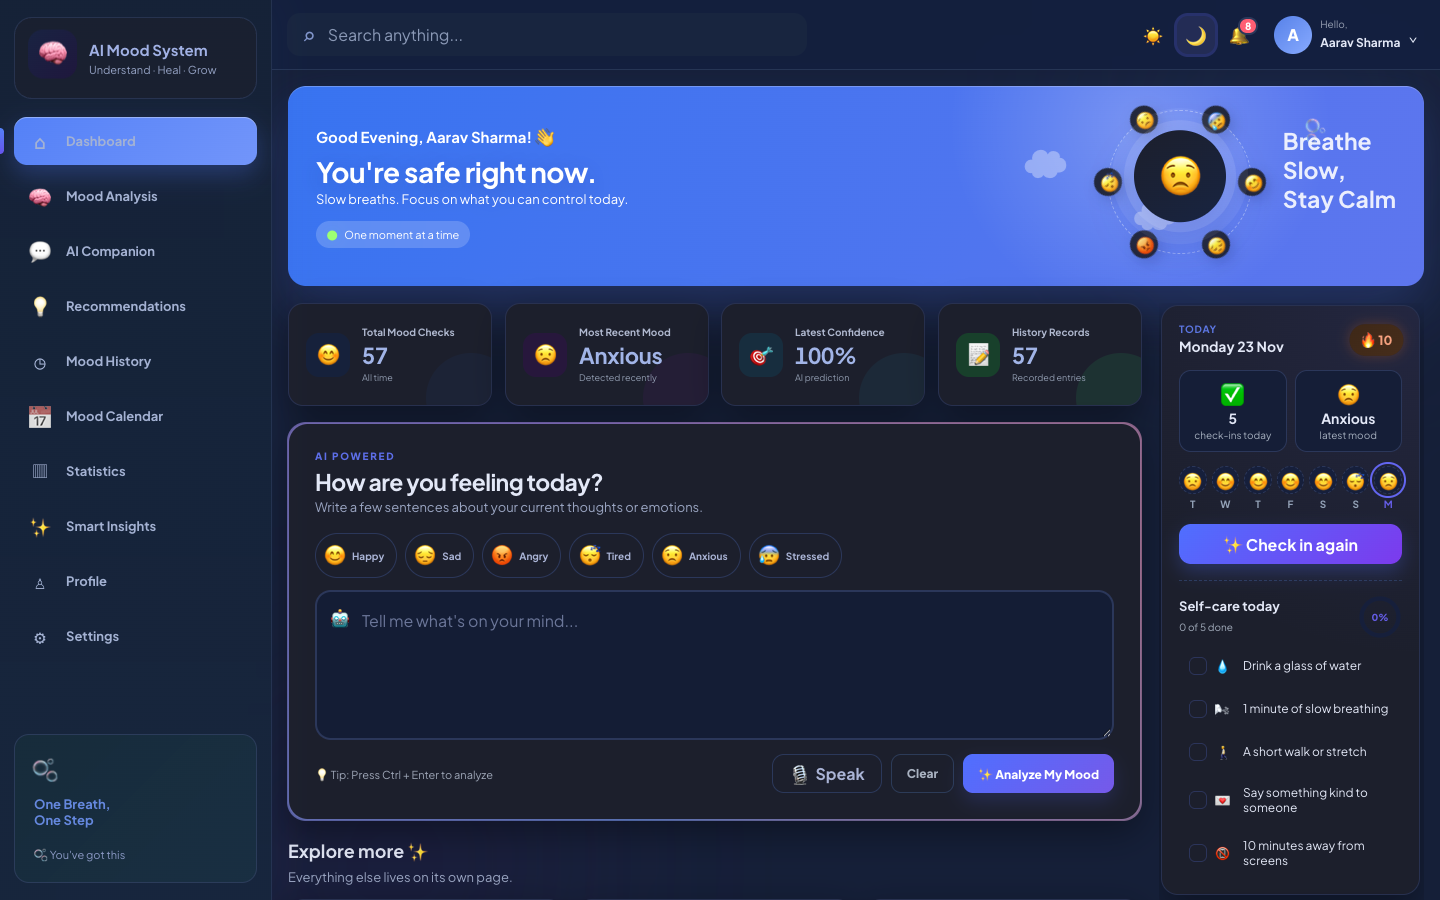 AI Mood System
Understand · Heal · Grow
Dashboard
Mood Analysis
AI Companion
Recommendations
Mood History
17
Mood Calendar
Statistics
Smart Insights
Profile
Settings
One Breath,
One Step
You've got this
Search anything...
8
A
Hello,
Aarav Sharma
Good Evening, Aarav Sharma!
You're safe right now.
Slow breaths. Focus on what you can control today.
One moment at a time
Breathe
Slow,
Stay Calm
Total Mood Checks
57
All time
Most Recent Mood
Anxious
Detected recently
Latest Confidence
100%
AI prediction
History Records
57
Recorded entries
AI POWERED
How are you feeling today?
Write a few sentences about your current thoughts or emotions.
Happy
Sad
Angry
Tired
Anxious
Stressed
Tell me what's on your mind...
Tip: Press Ctrl + Enter to analyze
Speak
Clear
Analyze My Mood
Explore more
Everything else lives on its own page.
TODAY
Monday 23 Nov
10
5
check-ins today
Anxious
latest mood
T W T F S S M
Check in again
Self-care today
0 of 5 done
0%
Drink a glass of water
1 minute of slow breathing
A short walk or stretch
Say something kind to
someone
10 minutes away from
screens